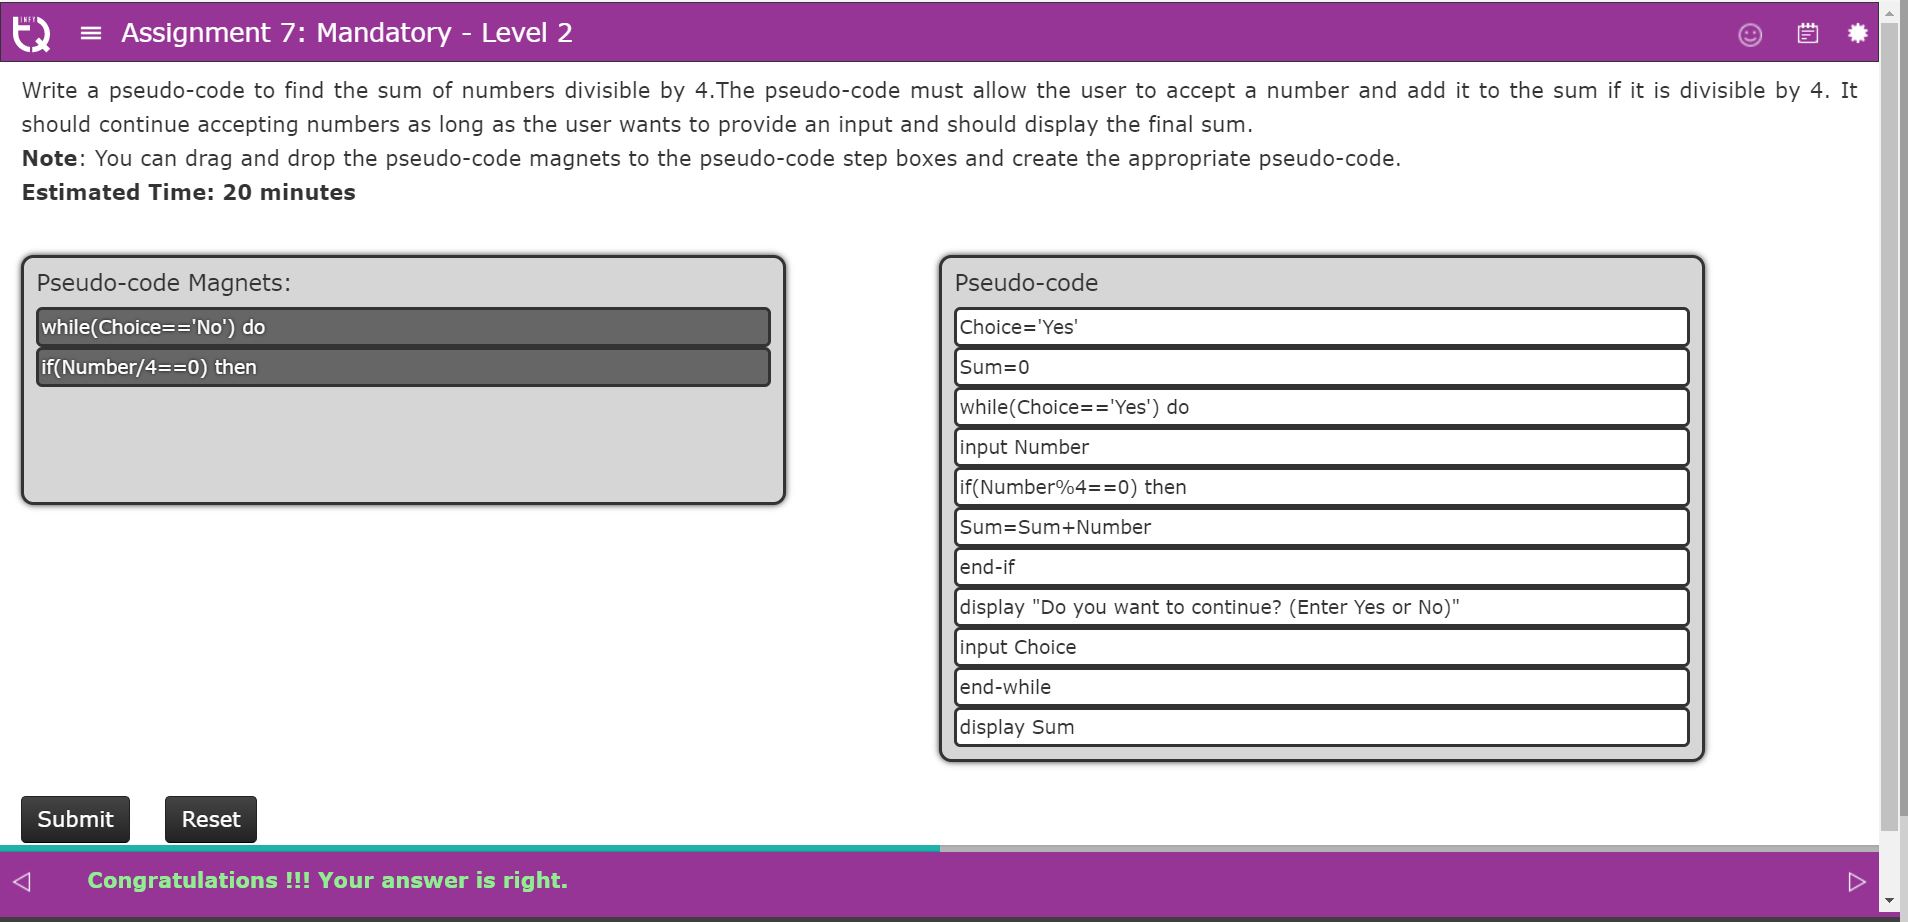 INFY
TQ
Assignment 7: Mandatory - Level 2
Write a pseudo-code to find the sum of numbers divisible by 4.The pseudo-code must allow the user to accept a number and add it to the sum if it is divisible by 4. It
should continue accepting numbers as long as the user wants to provide an input and should display the final sum.
Note: You can drag and drop the pseudo-code magnets to the pseudo-code step boxes and create the appropriate pseudo-code.
Estimated Time: 20 minutes
Pseudo-code Magnets:
while(Choice=='No') do
if(Number/4==0) then
Pseudo-code
Choice='Yes'
Sum=0
while(Choice=='Yes') do
input Number
if(Number%4==0) then
Sum=Sum+Number
end-if
display "Do you want to continue? (Enter Yes or No)"
input Choice
end-while
display Sum
Submit
Reset
Congratulations !!! Your answer is right.